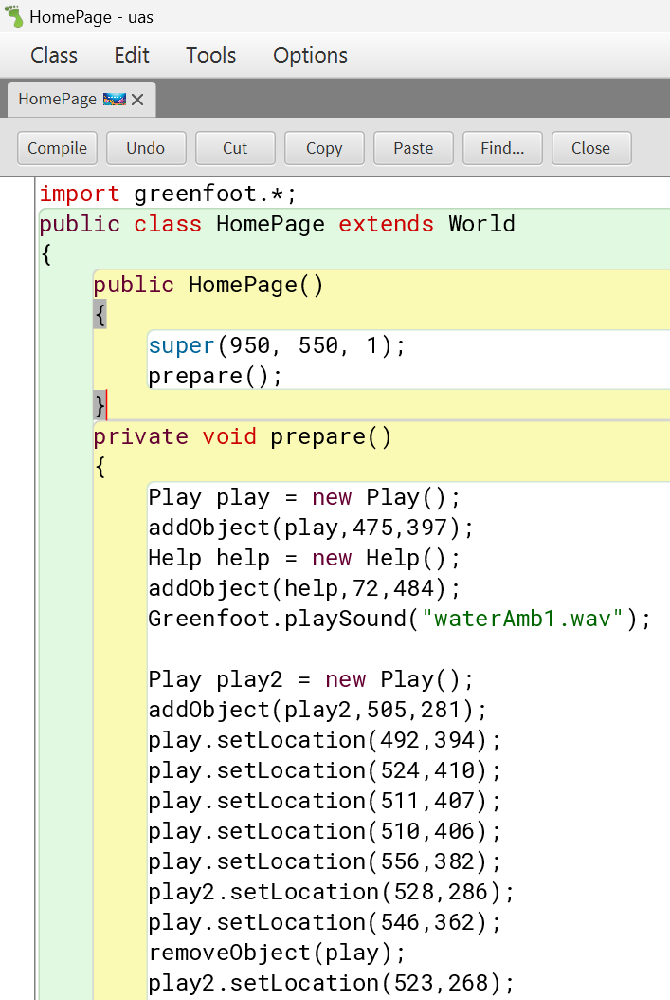 HomePage - uas
Class Edit Tools Options
HomePage
Compile Undo Cut Copy Paste Find... Close
import greenfoot.*;
public class HomePage extends World
{
public HomePage()
{
super(950, 550, 1);
prepare();
}
private void prepare()
{
Play play = new Play();
addObject(play,475,397);
Help help = new Help();
addObject(help,72,484);
Greenfoot.playSound("waterAmb1.wav");
Play play2 = new Play();
addObject(play2,505,281);
play.setLocation(492,394);
play.setLocation(524,410);
play.setLocation(511,407);
play.setLocation(510,406);
play.setLocation(556,382);
play2.setLocation(528,286);
play.setLocation(546,362);
removeObject(play);
play2.setLocation(523,268);